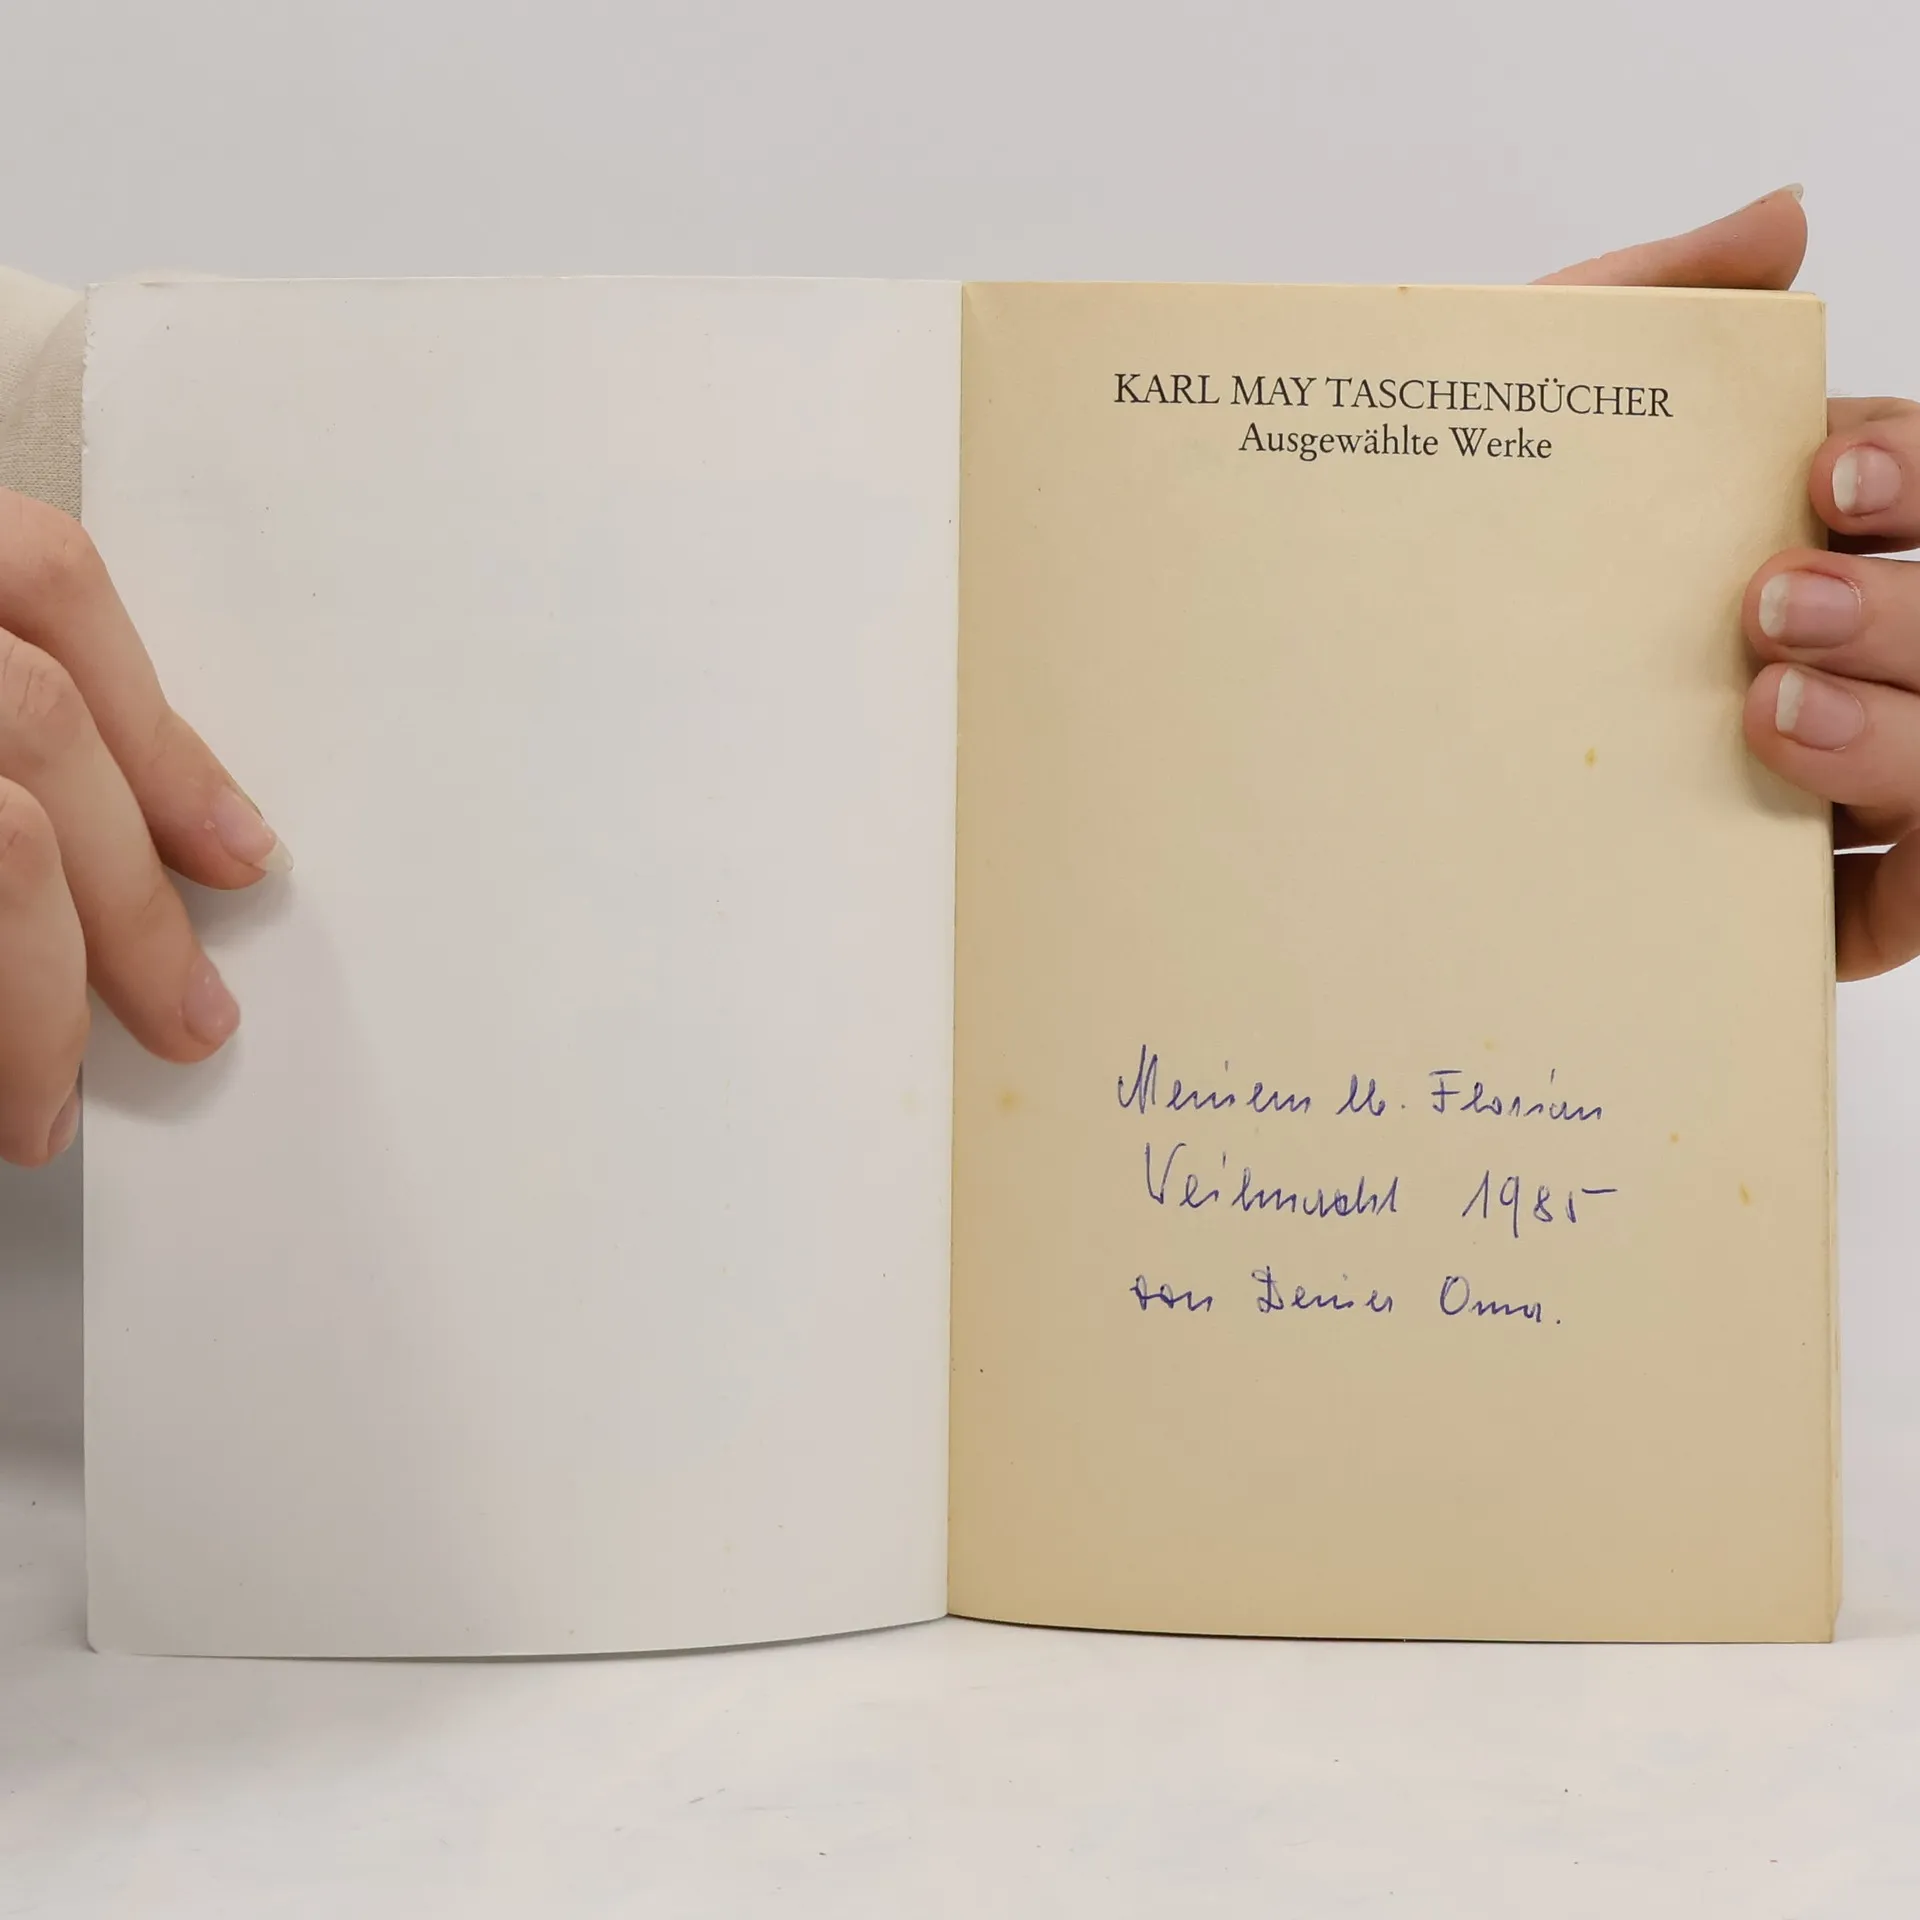 KARL MAY TASCHENBÜCHER
Ausgewählte Werke
Meinem lb. Florian
Weihnacht 1985
von Deiner Oma.